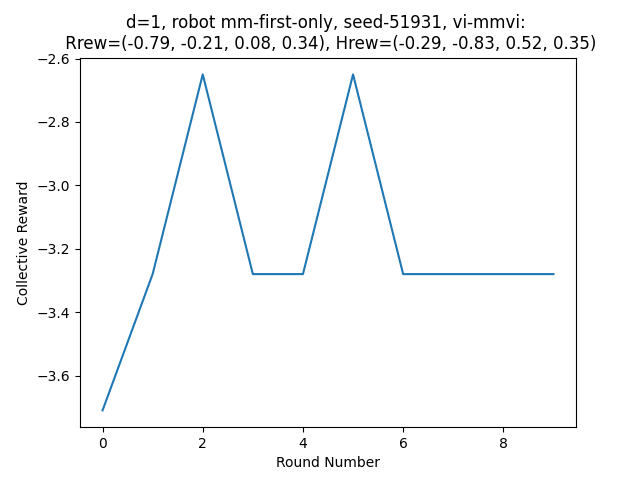 d=1, robot mm-first-only, seed-51931, vi-mmvi:
Rrew=(-0.79, -0.21, 0.08, 0.34), Hrew=(-0.29, -0.83, 0.52, 0.35)
−2.6
−2.8
−3.0
−3.2
−3.4
−3.6
Collective Reward
0
2
4
6
8
Round Number